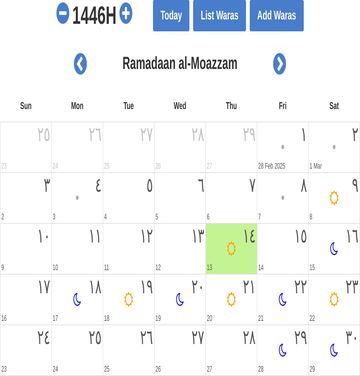 1446H
Today List Waras Add Waras
Ramadaan al-Moazzam
Sun Mon Tue Wed Thu Fri Sat
٢٥ ٢٦ ٢٧ ٢٨ ٢٩ ١ ٢
23 24 25 26 27 28 Feb 2025 1 Mar
٣ ٤ ٥ ٦ ٧ ٨ ٩
2 3 4 5 6 7 8
١٠ ١١ ١٢ ١٣ ١٤ ١٥ ١٦
9 10 11 12 13 14 15
١٧ ١٨ ١٩ ٢٠ ٢١ ٢٢ ٢٣
16 17 18 19 20 21 22
٢٤ ٢٥ ٢٦ ٢٧ ٢٨ ٢٩ ٣٠
23 24 25 26 27 28 29